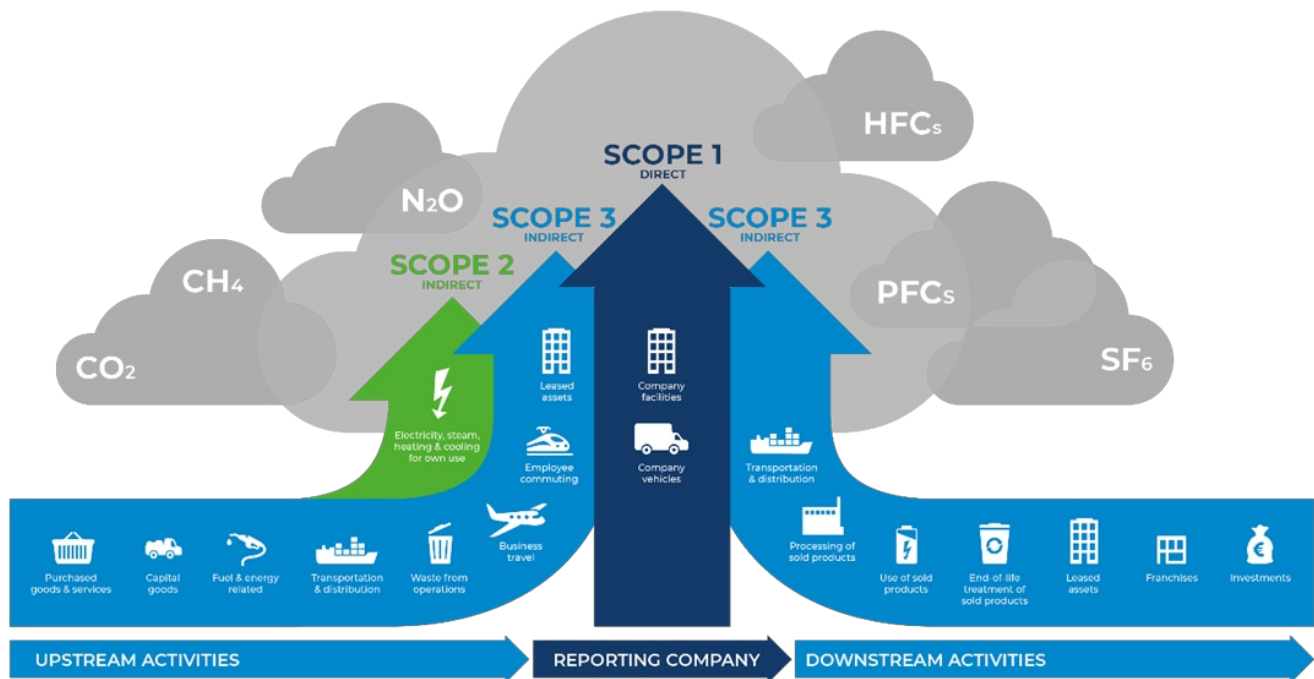 HFCs
SCOPE 1
DIRECT
N₂O
SCOPE 3
INDIRECT
SCOPE 3
INDIRECT
SCOPE 2
INDIRECT
CH₄
PFCs
CO₂
SF₆
Electricity, steam,
heating & cooling
for own use
Leased
assets
Employee
commuting
Business
travel
Company
facilities
Company
vehicles
Transportation
& distribution
Processing of
sold products
Purchased
goods & services
Capital
goods
Fuel & energy
related
Transportation
& distribution
Waste from
operations
Use of sold
products
End-of-life
treatment of
sold products
Leased
assets
Franchises
€
Investments
UPSTREAM ACTIVITIES
REPORTING COMPANY
DOWNSTREAM ACTIVITIES